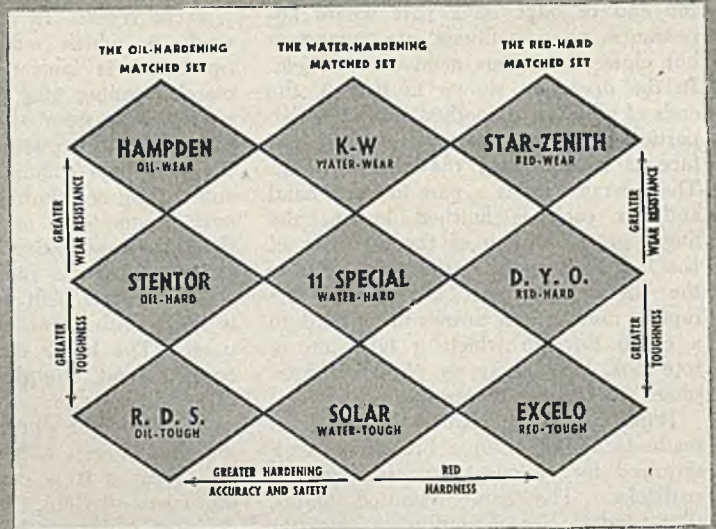 THE OIL-HARDENING
MATCHED SET
THE WATER-HARDENING
MATCHED SET
THE RED-HARD
MATCHED SET
HAMPDEN
OIL-WEAR
K-W
WATER-WEAR
STAR-ZENITH
RED-WEAR
GREATER
WEAR RESISTANCE
GREATER
WEAR RESISTANCE
STENTOR
OIL-HARD
11 SPECIAL
WATER-HARD
D. Y. O.
RED-HARD
GREATER
TOUGHNESS
GREATER
TOUGHNESS
R. D. S.
OIL-TOUGH
SOLAR
WATER-TOUGH
EXCELO
RED-TOUGH
GREATER HARDENING
ACCURACY AND SAFETY
RED
HARDNESS